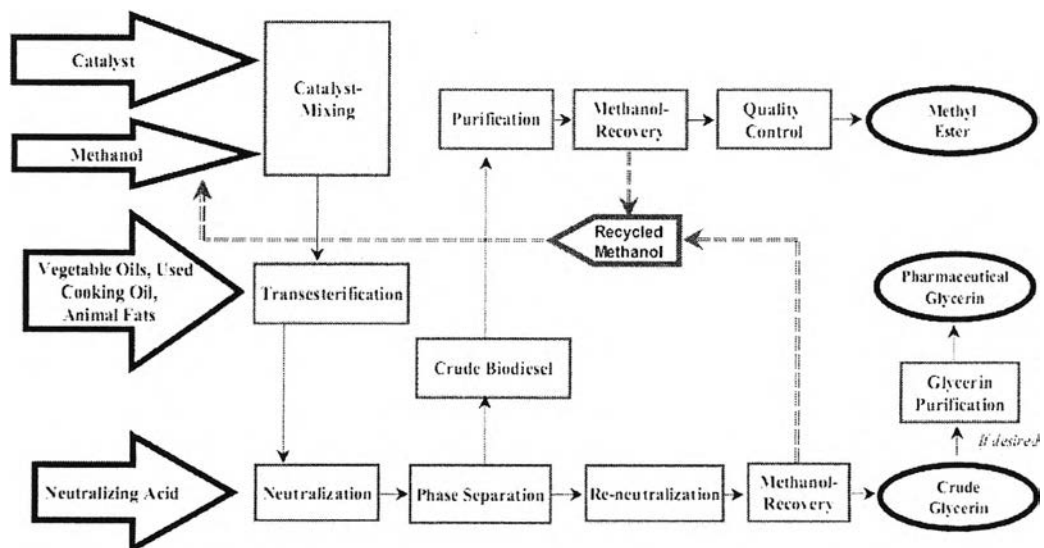 Catalyst
Catalyst-
Mixing
Methanol
Purification
Methanol-
Recovery
Quality
Control
Methyl
Ester
Recycled
Methanol
Vegetable Oils, Used
Cooking Oil,
Animal Fats
Transesterification
Pharmaceutical
Glycerin
Crude Biodiesel
Glycerin
Purification
If desired
Neutralizing Acid
Neutralization
Phase Separation
Re-neutralization
Methanol-
Recovery
Crude
Glycerin